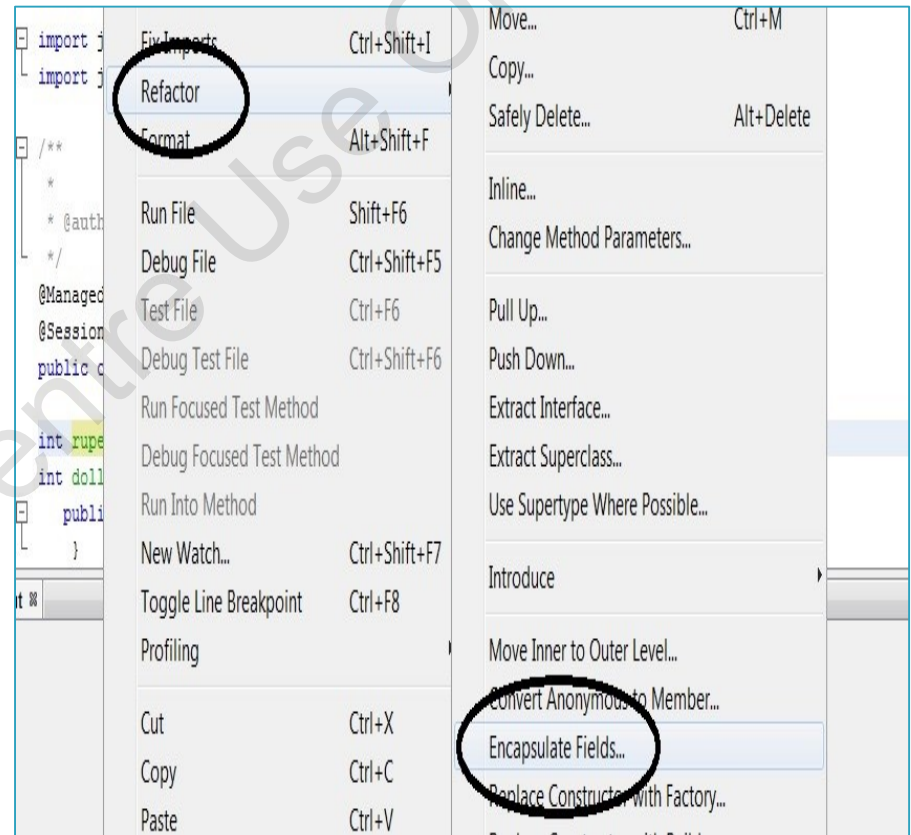 import j
import j
/**
*
* @auth
*/
@Managed
@Session
public c
int rupe
int doll
publi
}
ut
Fix Imports Ctrl+Shift+I
Refactor
Format Alt+Shift+F
Run File Shift+F6
Debug File Ctrl+Shift+F5
Test File Ctrl+F6
Debug Test File Ctrl+Shift+F6
Run Focused Test Method
Debug Focused Test Method
Run Into Method
New Watch... Ctrl+Shift+F7
Toggle Line Breakpoint Ctrl+F8
Profiling
Cut Ctrl+X
Copy Ctrl+C
Paste Ctrl+V
Move... Ctrl+M
Copy...
Safely Delete... Alt+Delete
Inline...
Change Method Parameters...
Pull Up...
Push Down...
Extract Interface...
Extract Superclass...
Use Supertype Where Possible...
Introduce
Move Inner to Outer Level...
Convert Anonymous to Member...
Encapsulate Fields...
Replace Constructor with Factory...
entre Use O